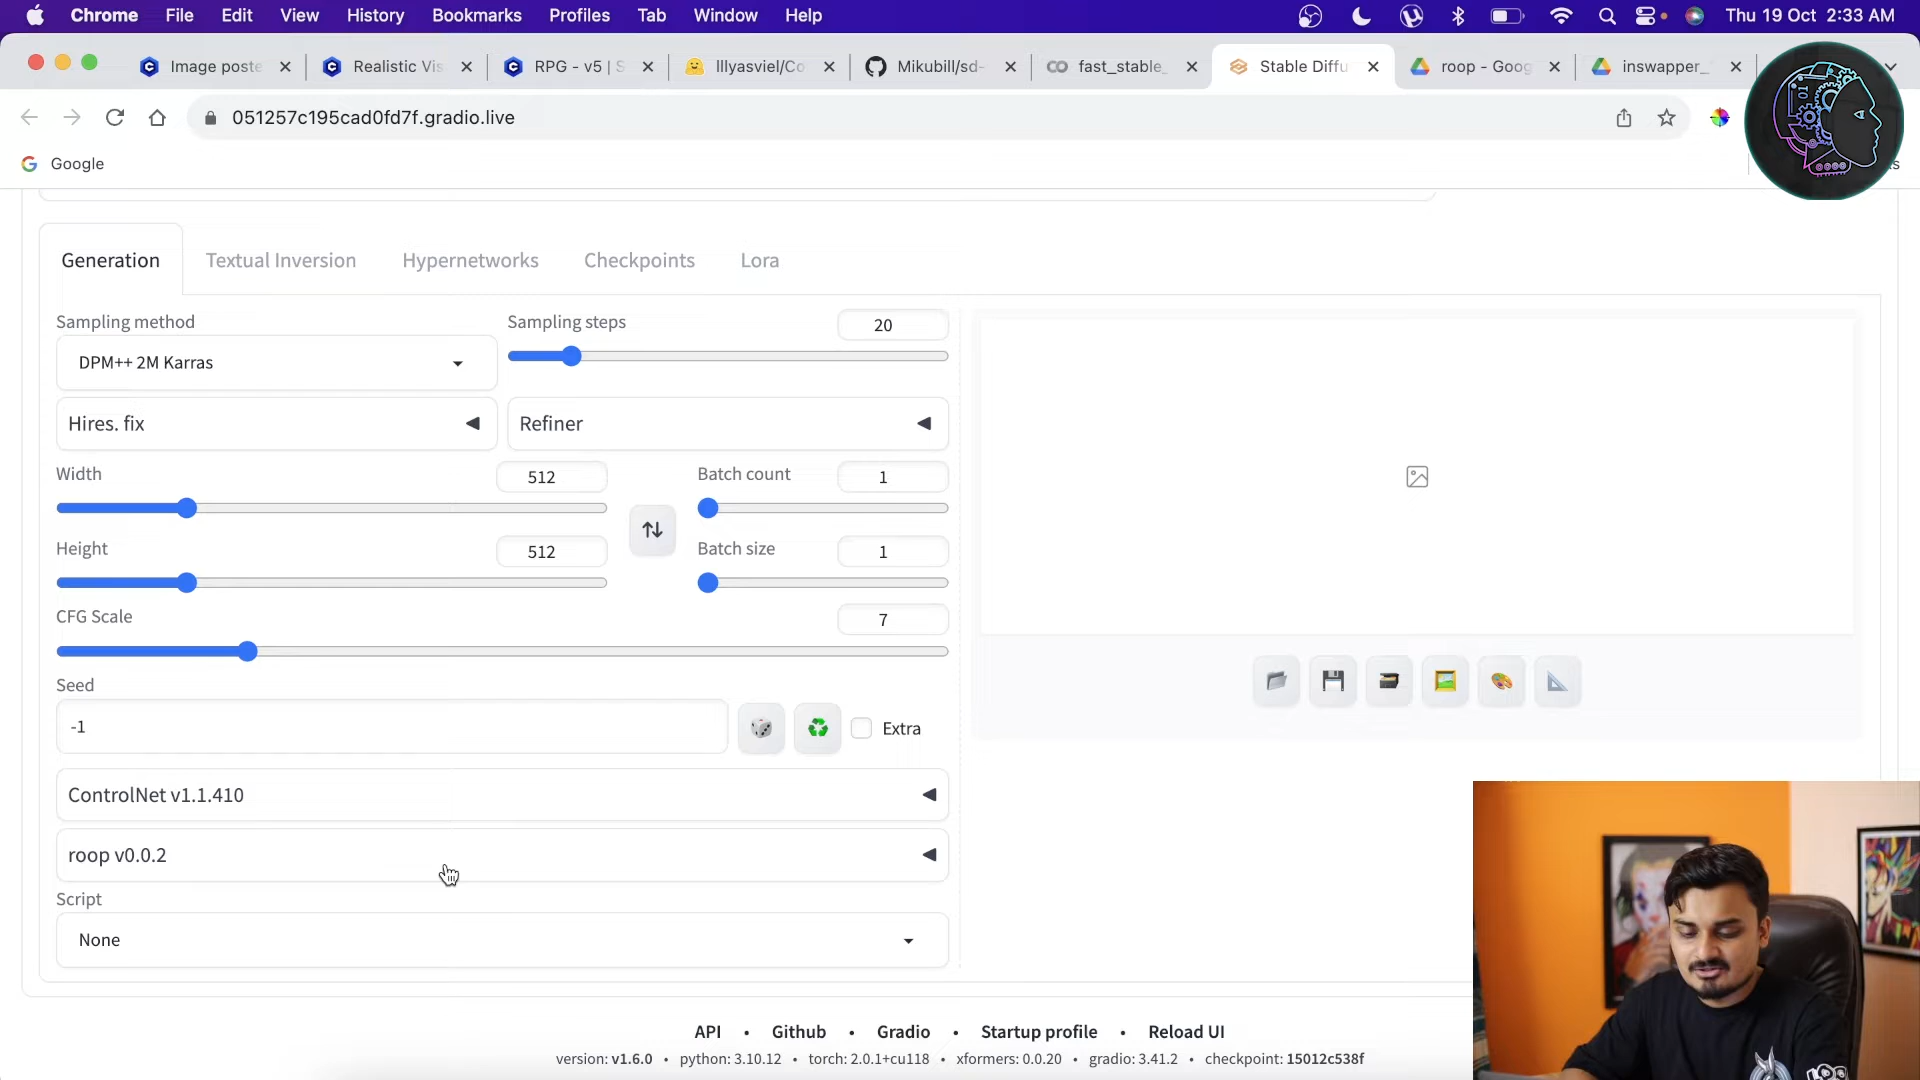 Chrome File Edit View History Bookmarks Profiles Tab Window Help Thu 19 Oct 2:33 AM
Image poste Realistic Vis RPG - v5 | S Illyasviel/Co Mikubill/sd- fast_stable_ Stable Diffu roop - Goog inswapper_
051257c195cad0fd7f.gradio.live
Google
Generation Textual Inversion Hypernetworks Checkpoints Lora
Sampling method Sampling steps 20
DPM++ 2M Karras
Hires. fix Refiner
Width 512 Batch count 1
Height 512 Batch size 1
CFG Scale 7
Seed
-1 Extra
ControlNet v1.1.410
roop v0.0.2
Script
None
API • Github • Gradio • Startup profile • Reload UI
version: v1.6.0 • python: 3.10.12 • torch: 2.0.1+cu118 • xformers: 0.0.20 • gradio: 3.41.2 • checkpoint: 15012c538f